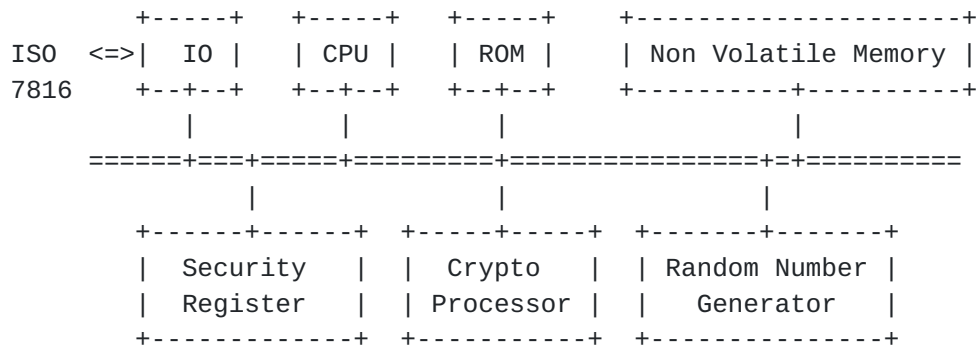 +-----+ +-----+ +-----+ +---------------------+
ISO <=>| IO | | CPU | | ROM | | Non Volatile Memory |
7816 +--+--+ +--+--+ +--+--+ +----------+----------+
| | | |
======+===+=====+=========+================+=+==========
| | |
+------+------+ +-----+-----+ +-------+-------+
| Security | | Crypto | | Random Number |
| Register | | Processor | | Generator |
+-------------+ +-----------+ +---------------+